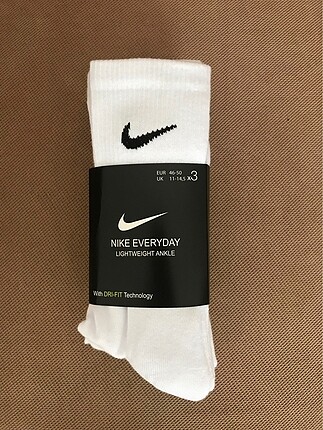 EUR 46-50
UK 11-14,5 x3
NIKE EVERYDAY
LIGHTWEIGHT ANKLE
With DRI-FIT Technology